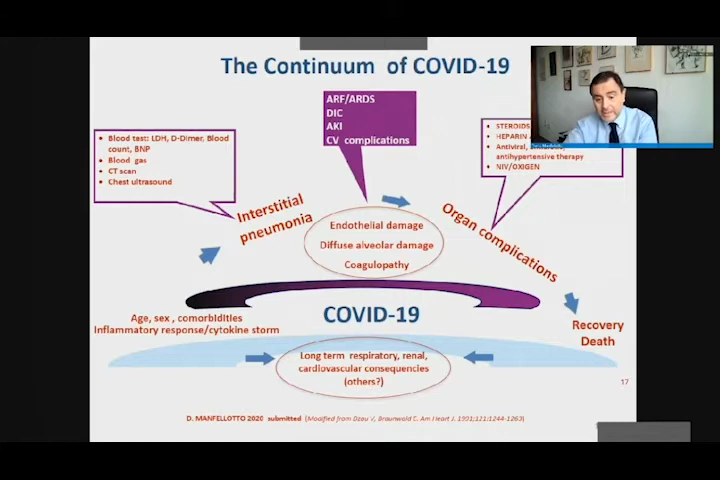 The Continuum of COVID-19
ARF/ARDS
DIC
AKI
CV complications
• Blood test: LDH, D-Dimer, Blood
count, BNP
• Blood gas
• CT scan
• Chest ultrasound
• STEROIDS
• HEPARIN
• Antiviral,
antihypertensive therapy
• NIV/OXIGEN
Interstitial
pneumonia
Endothelial damage
Diffuse alveolar damage
Coagulopathy
Organ complications
Age, sex , comorbidities
Inflammatory response/cytokine storm
COVID-19
Recovery
Death
Long term respiratory, renal,
cardiovascular consequencies
(others?)
17
D. MANFELLOTTO 2020 submitted (Modified from Dzau V, Braunwald E. Am Heart J. 1991;121:1244-1263)